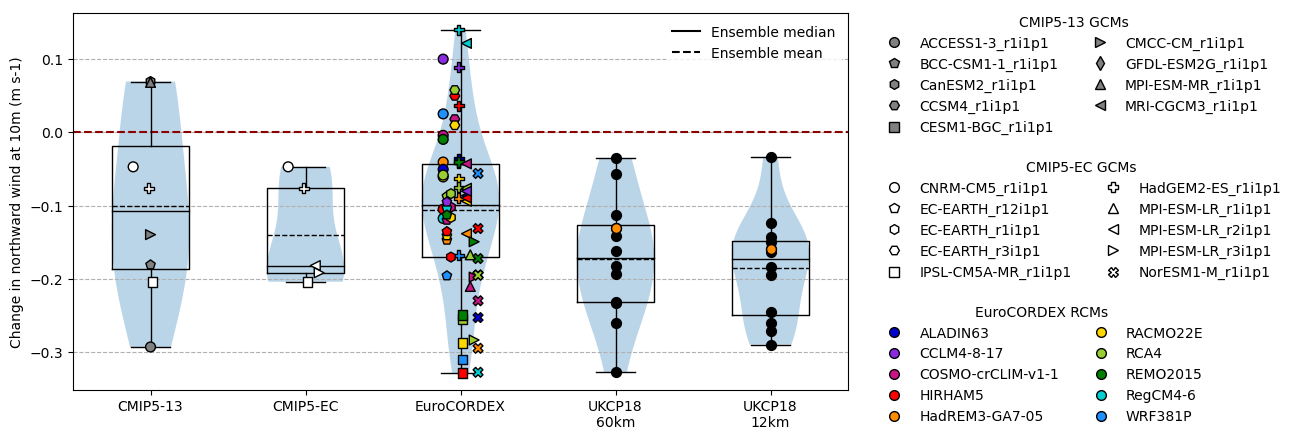 Change in northward wind at 10m (m s-1)
0.1
0.0
−0.1
−0.2
−0.3
Ensemble median
Ensemble mean
CMIP5-13
CMIP5-EC
EuroCORDEX
UKCP18
60km
UKCP18
12km
CMIP5-13 GCMs
ACCESS1-3_r1i1p1
BCC-CSM1-1_r1i1p1
CanESM2_r1i1p1
CCSM4_r1i1p1
CESM1-BGC_r1i1p1
CMCC-CM_r1i1p1
GFDL-ESM2G_r1i1p1
MPI-ESM-MR_r1i1p1
MRI-CGCM3_r1i1p1
CMIP5-EC GCMs
CNRM-CM5_r1i1p1
EC-EARTH_r12i1p1
EC-EARTH_r1i1p1
EC-EARTH_r3i1p1
IPSL-CM5A-MR_r1i1p1
HadGEM2-ES_r1i1p1
MPI-ESM-LR_r1i1p1
MPI-ESM-LR_r2i1p1
MPI-ESM-LR_r3i1p1
NorESM1-M_r1i1p1
EuroCORDEX RCMs
ALADIN63
CCLM4-8-17
COSMO-crCLIM-v1-1
HIRHAM5
HadREM3-GA7-05
RACMO22E
RCA4
REMO2015
RegCM4-6
WRF381P